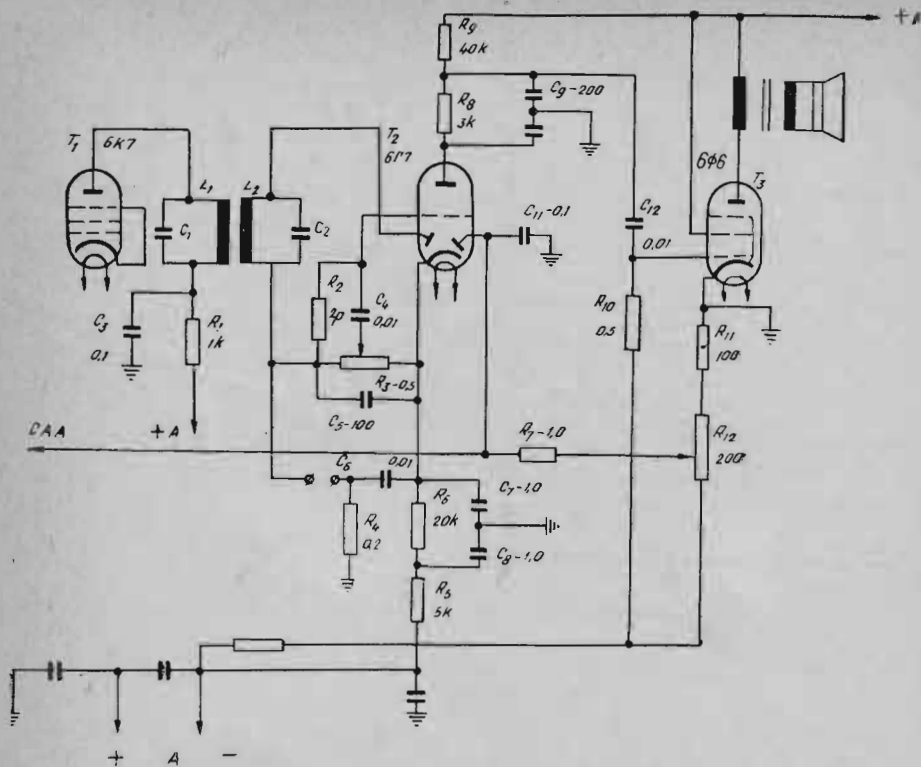 +A
R9
40k
C9-200
R8
3k
T1
6K7
L1
L2
T2
6Г7
6Ф6
T3
C1
C2
C11-0,1
C12
0,01
R2
2р
C4
0,01
C3
0,1
R1
1k
R10
0,5
R11
100
R3-0,5
C5-100
CAA
+A
R7-1,0
R12
200
C6
0,01
R6
20k
C7-1,0
R4
0,2
C8-1,0
R5
5k
+ A -